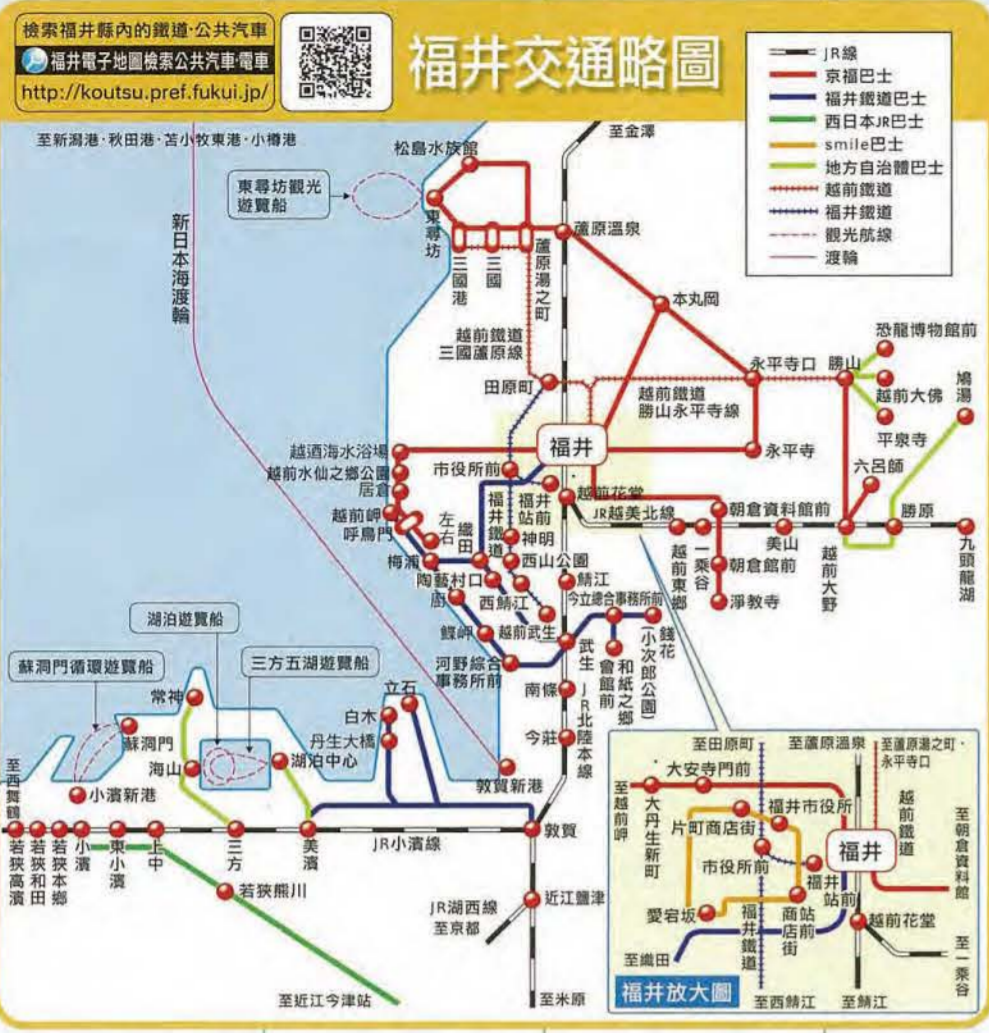 檢索福井縣內的鐵道·公共汽車
福井電子地圖檢索公共汽車·電車
http://koutsu.pref.fukui.jp/
福井交通略圖
JR線
京福巴士
福井鐵道巴士
西日本JR巴士
smile巴士
地方自治體巴士
越前鐵道
福井鐵道
觀光航線
渡輪
至新潟港·秋田港·苫小牧東港·小樽港
至金澤
松島水族館
東尋坊觀光
遊覽船
東尋坊
新日本海渡輪
三國港
三國
蘆原湯之町
蘆原溫泉
本丸岡
越前鐵道
三國蘆原線
田原町
永平寺口
勝山
恐龍博物館前
越前大佛
平泉寺
鳩湯
越前鐵道
勝山永平寺線
福井
永平寺
六呂師
越廼海水浴場
越前水仙之鄉公園
居倉
越前岬
呼鳥門
左右
織田
梅浦
市役所前
福井鐵道
福井站前
越前花堂
JR越美北線
朝倉資料館前
越前東鄉
一乘谷
美山
越前大野
勝原
九頭龍湖
朝倉館前
淨教寺
神明
西山公園
陶藝村口
廚
西鯖江
鯖江
今立總合事務所前
鰈岬
越前武生
武生
河野綜合
事務所前
和紙之鄉
會館前
錢花
(小次郎公園)
南條
JR北陸本線
今莊
湖泊遊覽船
蘇洞門循環遊覽船
三方五湖遊覽船
常神
立石
白木
丹生大橋
蘇洞門
海山
湖泊中心
小濱新港
敦賀新港
至西舞鶴
若狹高濱
若狹和田
若狹本鄉
小濱
東小濱
上中
三方
美濱
JR小濱線
敦賀
若狹熊川
近江鹽津
JR湖西線
至京都
至近江今津站
至米原
至田原町
至蘆原溫泉
至蘆原湯之町·
永平寺口
至越前岬
大丹生新町
大安寺門前
片町商店街
福井市役所
越前鐵道
至朝倉資料館
市役所前
福井
福井站前
愛宕坂
福井鐵道
站前商店街
越前花堂
至織田
至一乘谷
福井放大圖
至西鯖江
至鯖江